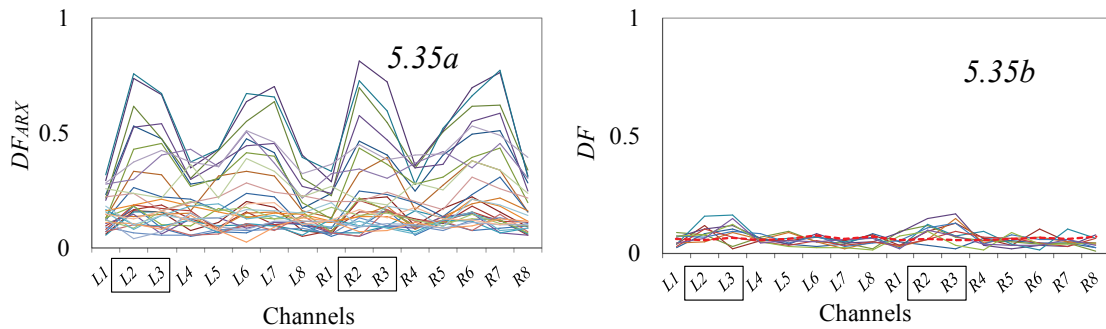 1
5.35a
DFARX
0.5
0
L1 L2 L3 L4 L5 L6 L7 L8 R1 R2 R3 R4 R5 R6 R7 R8
Channels
1
5.35b
DF
0.5
0
L1 L2 L3 L4 L5 L6 L7 L8 R1 R2 R3 R4 R5 R6 R7 R8
Channels